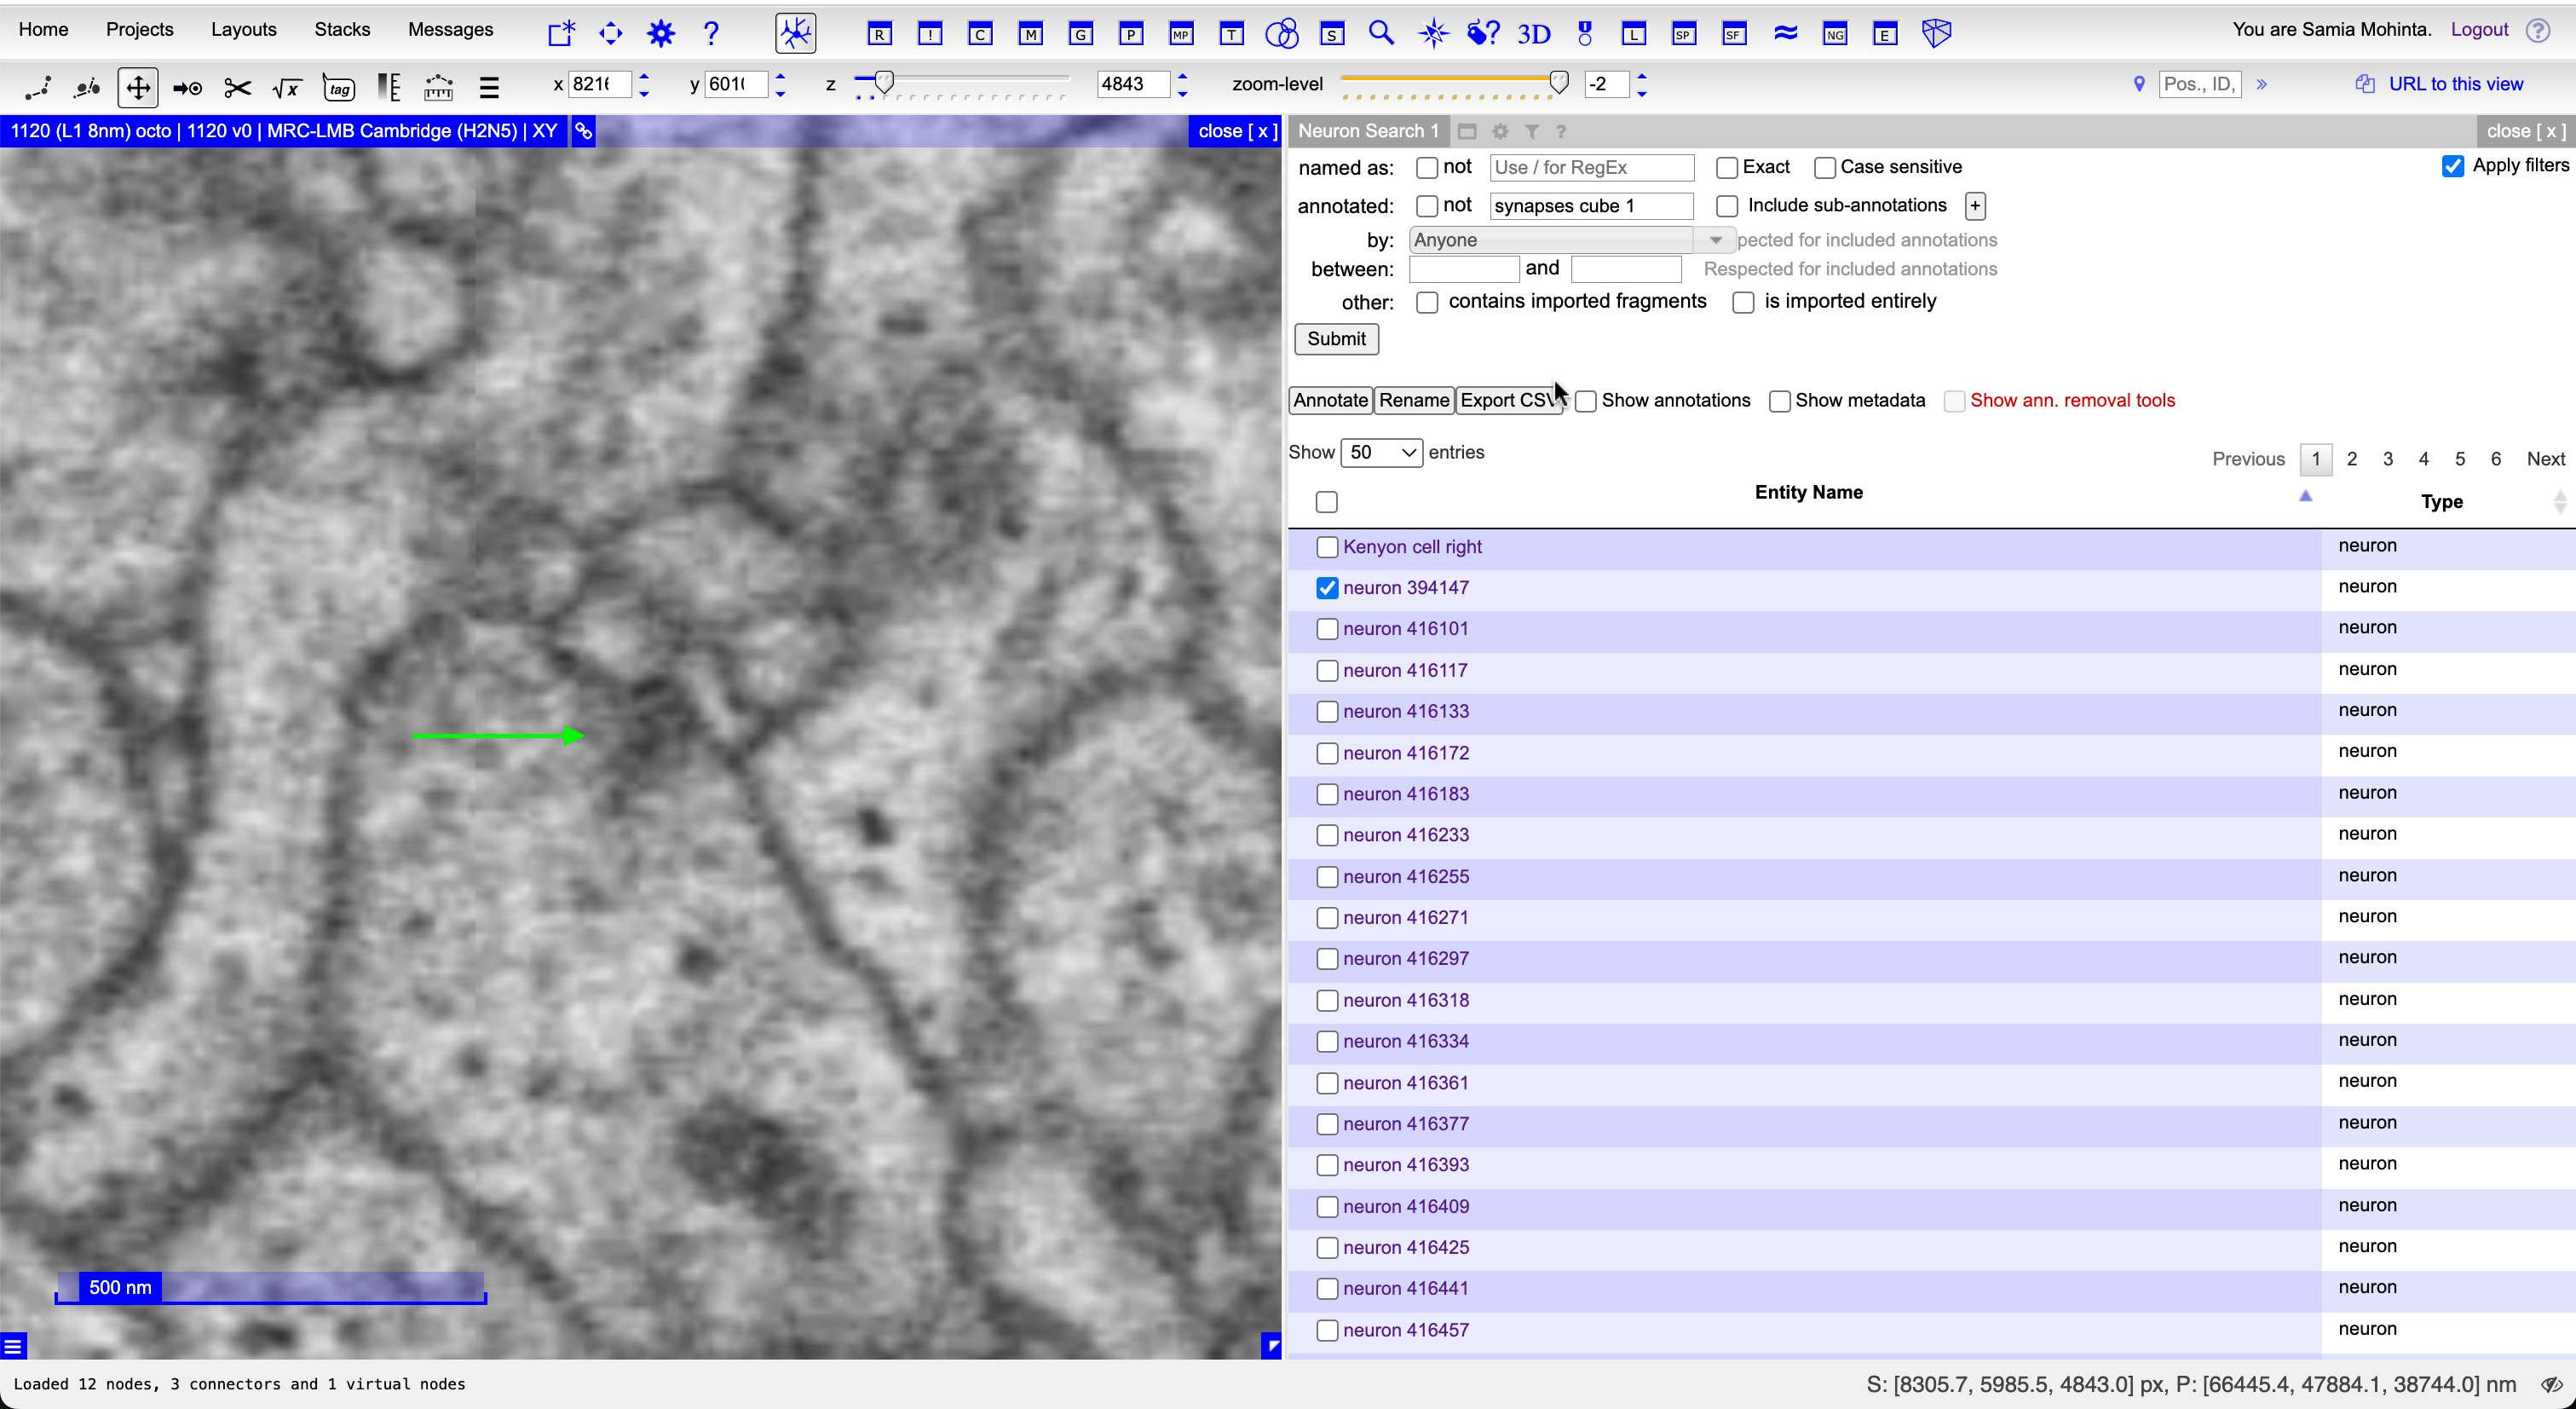 Home Projects Layouts Stacks Messages ? R ! C M G P MP T S ? 3D L SP SF NG E You are Samia Mohinta. Logout ?
tag x 8216 y 601 z 4843 zoom-level -2 Pos., ID, » URL to this view
1120 (L1 8nm) octo | 1120 v0 | MRC-LMB Cambridge (H2N5) | XY close [ x ]
Neuron Search 1 ? close [ x ]
named as: not Use / for RegEx Exact Case sensitive Apply filters
annotated: not synapses cube 1 Include sub-annotations +
by: Anyone pected for included annotations
between: and Respected for included annotations
other: contains imported fragments is imported entirely
Submit
Annotate Rename Export CSV Show annotations Show metadata Show ann. removal tools
Show 50 entries Previous 1 2 3 4 5 6 Next
Entity Name Type
Kenyon cell right neuron
neuron 394147 neuron
neuron 416101 neuron
neuron 416117 neuron
neuron 416133 neuron
neuron 416172 neuron
neuron 416183 neuron
neuron 416233 neuron
neuron 416255 neuron
neuron 416271 neuron
neuron 416297 neuron
neuron 416318 neuron
neuron 416334 neuron
neuron 416361 neuron
neuron 416377 neuron
neuron 416393 neuron
neuron 416409 neuron
neuron 416425 neuron
neuron 416441 neuron
neuron 416457 neuron
500 nm
Loaded 12 nodes, 3 connectors and 1 virtual nodes
S: [8305.7, 5985.5, 4843.0] px, P: [66445.4, 47884.1, 38744.0] nm